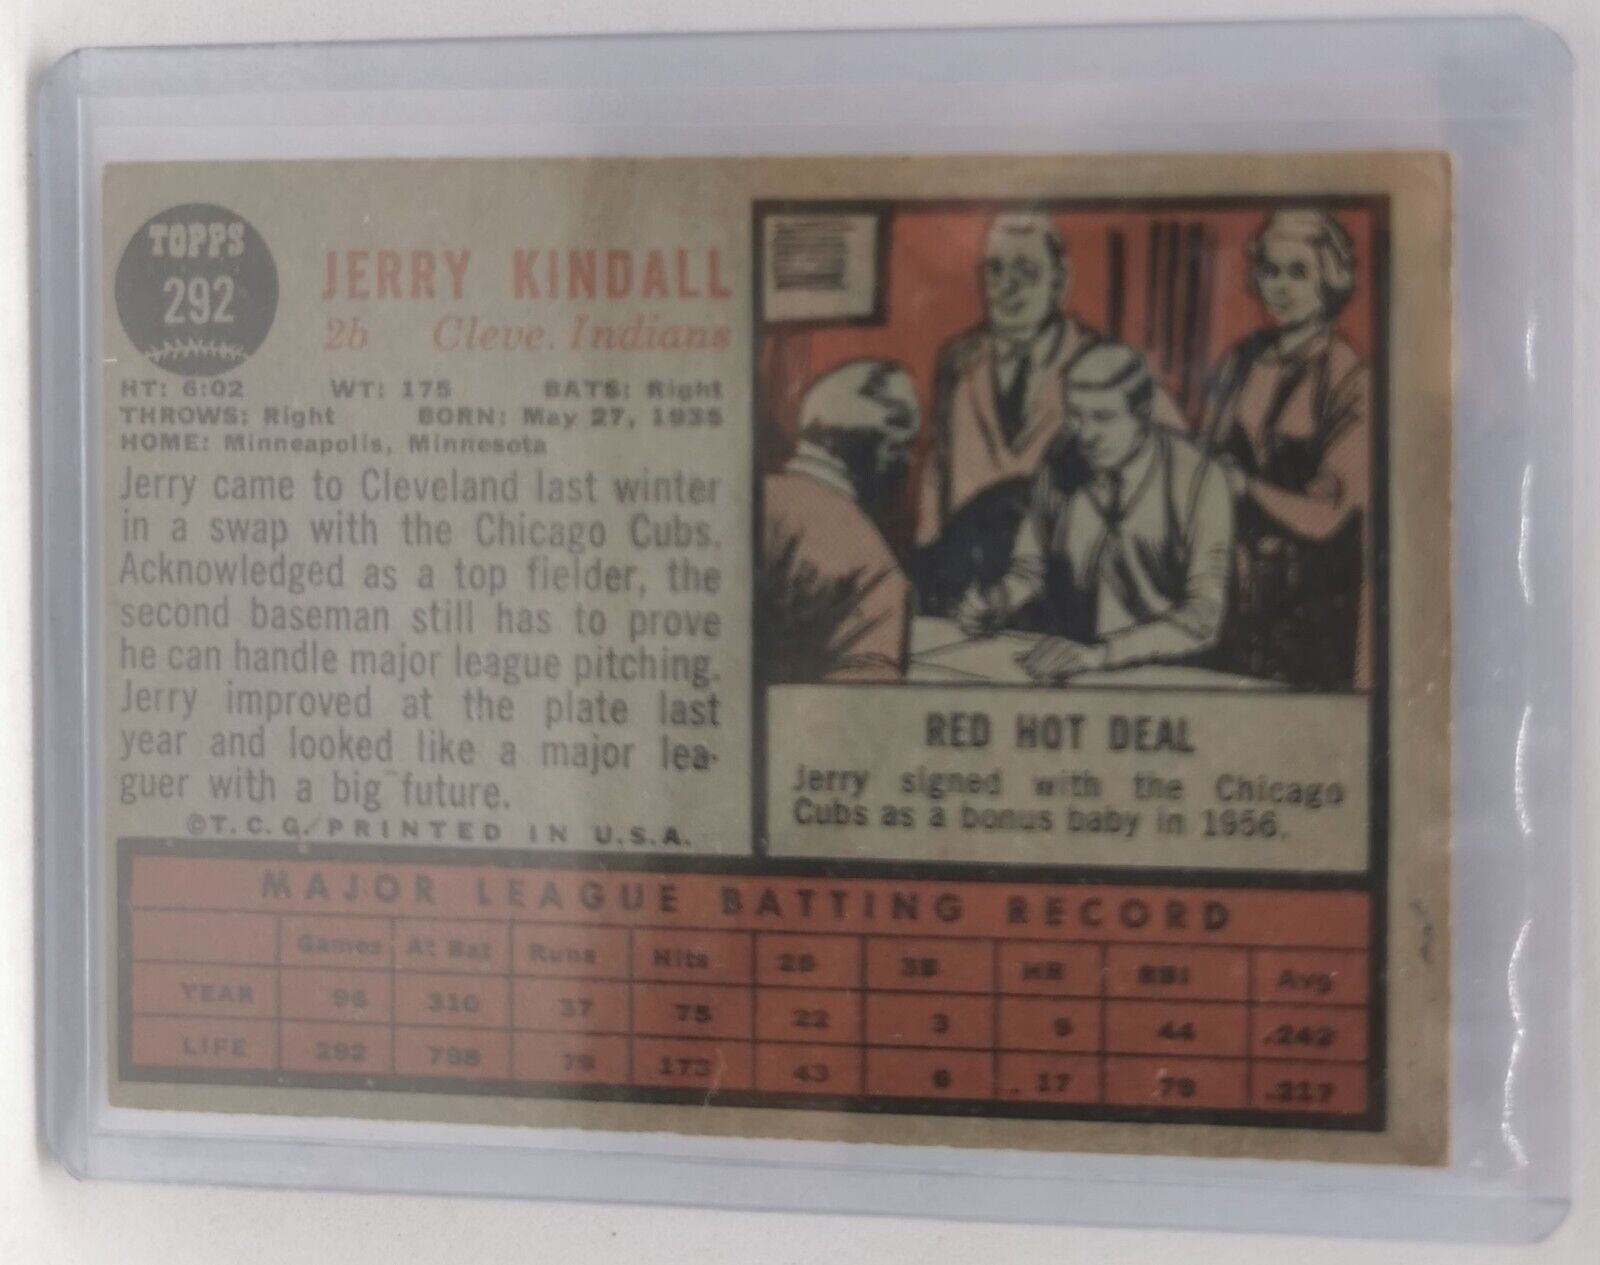 TOPPS
292
JERRY KINDALL
2b Cleve. Indians
HT: 6:02 WT: 175 BATS: Right
THROWS: Right BORN: May 27, 1935
HOME: Minneapolis, Minnesota
Jerry came to Cleveland last winter
in a swap with the Chicago Cubs.
Acknowledged as a top fielder, the
second baseman still has to prove
he can handle major league pitching.
Jerry improved at the plate last
year and looked like a major lea-
guer with a big future.
©T. C. G. PRINTED IN U.S.A.
RED HOT DEAL
Jerry signed with the Chicago
Cubs as a bonus baby in 1956.
MAJOR LEAGUE BATTING RECORD
Games At Bat Runs Hits 2B 3B HR RBI Avg
YEAR 96 310 37 75 22 3 9 44 .242
LIFE 292 798 79 173 43 6 17 79 .217